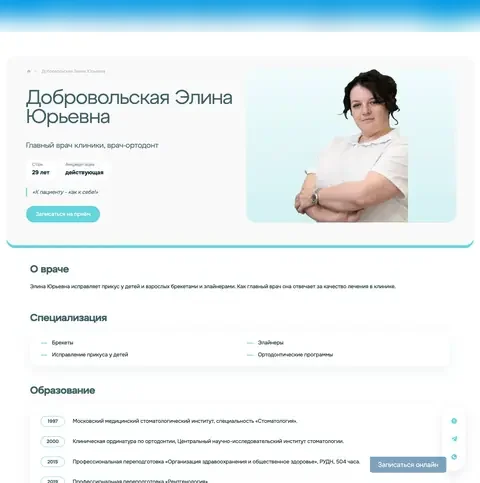 Добровольская Элина Юрьевна
Добровольская Элина
Юрьевна
Главный врач клиники, врач-ортодонт
Стаж
29 лет
Аккредитация
действующая
«К пациенту - как к себе!»
Записаться на приём
О враче
Элина Юрьевна исправляет прикус у детей и взрослых брекетами и элайнерами. Как главный врач она отвечает за качество лечения в клинике.
Специализация
Брекеты
Элайнеры
Исправление прикуса у детей
Ортодонтические программы
Образование
1997
Московский медицинский стоматологический институт, специальность «Стоматология».
2000
Клиническая ординатура по ортодонтии, Центральный научно-исследовательский институт стоматологии.
2015
Профессиональная переподготовка «Организация здравоохранения и общественное здоровье», РУДН, 504 часа.
Записаться онлайн
Профессиональная переподготовка «Рентгенология»